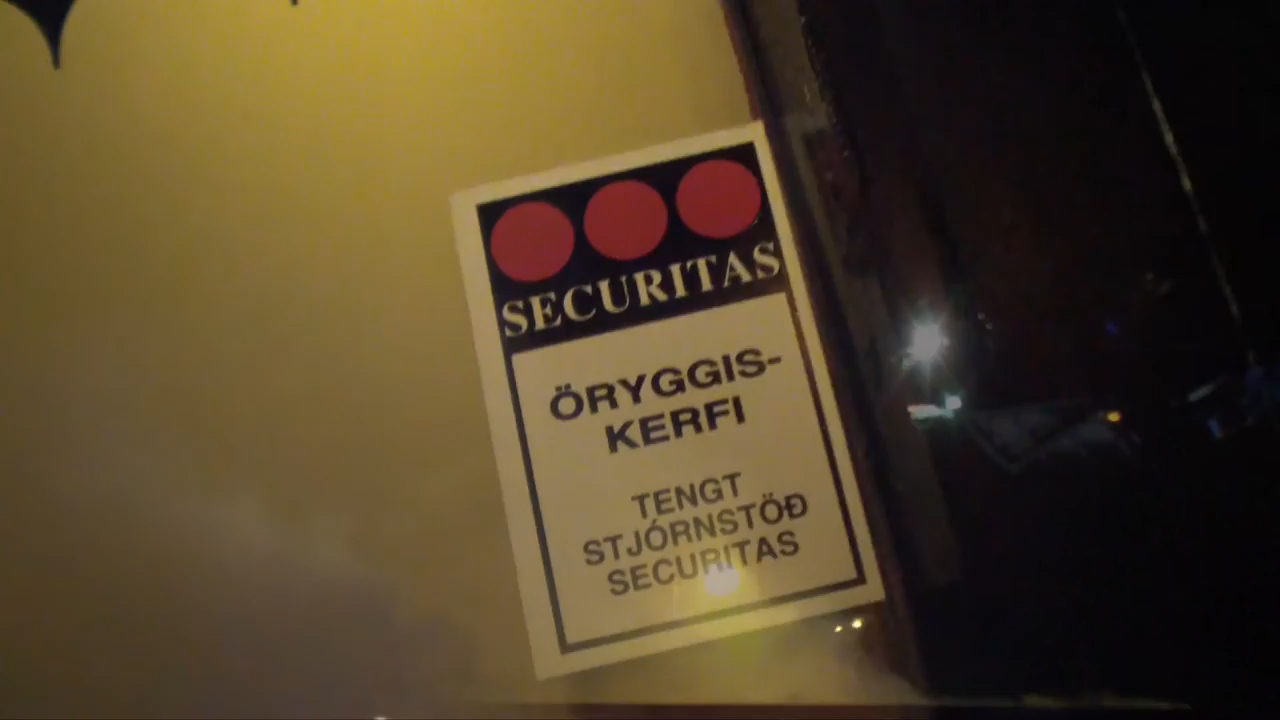 SECURITAS
ÖRYGGIS-
KERFI
TENGT
STJÓRNSTÖÐ
SECURITAS